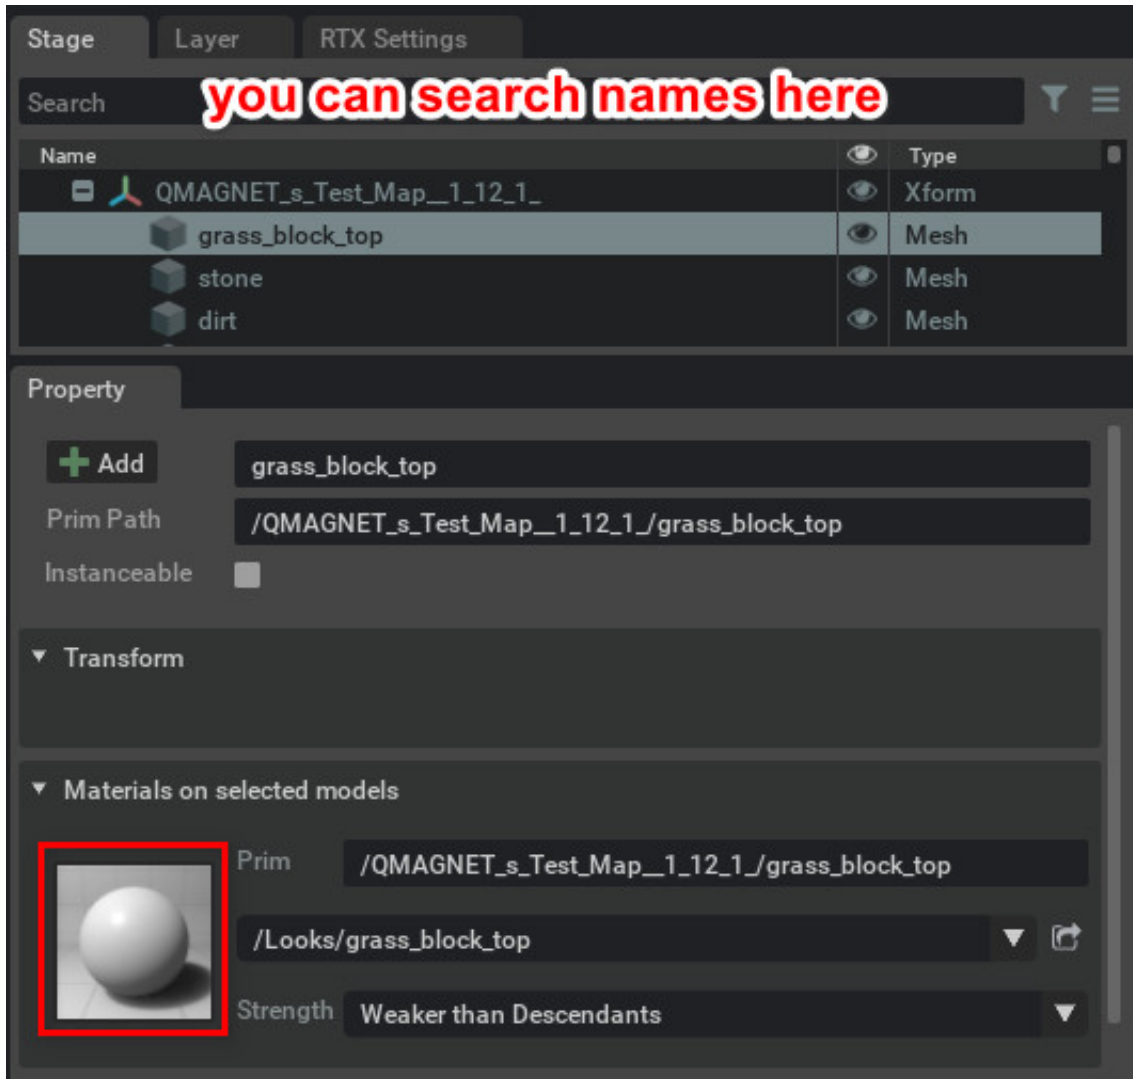 Stage Layer RTX Settings
Search you can search names here
Name Type
QMAGNET_s_Test_Map__1_12_1_ Xform
grass_block_top Mesh
stone Mesh
dirt Mesh
Property
Add grass_block_top
Prim Path /QMAGNET_s_Test_Map__1_12_1_/grass_block_top
Instanceable
Transform
Materials on selected models
Prim /QMAGNET_s_Test_Map__1_12_1_/grass_block_top
/Looks/grass_block_top
Strength Weaker than Descendants